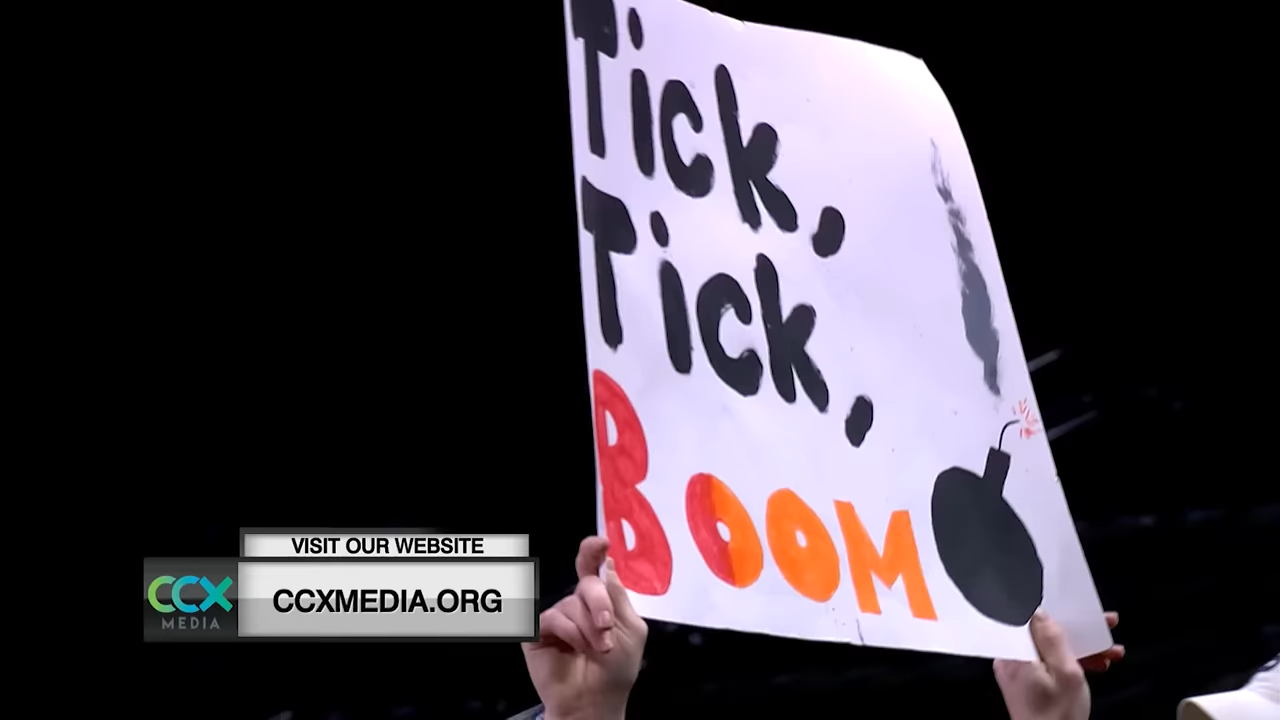 Tick,
Tick,
BOOM
VISIT OUR WEBSITE
CCX
MEDIA
CCXMEDIA.ORG